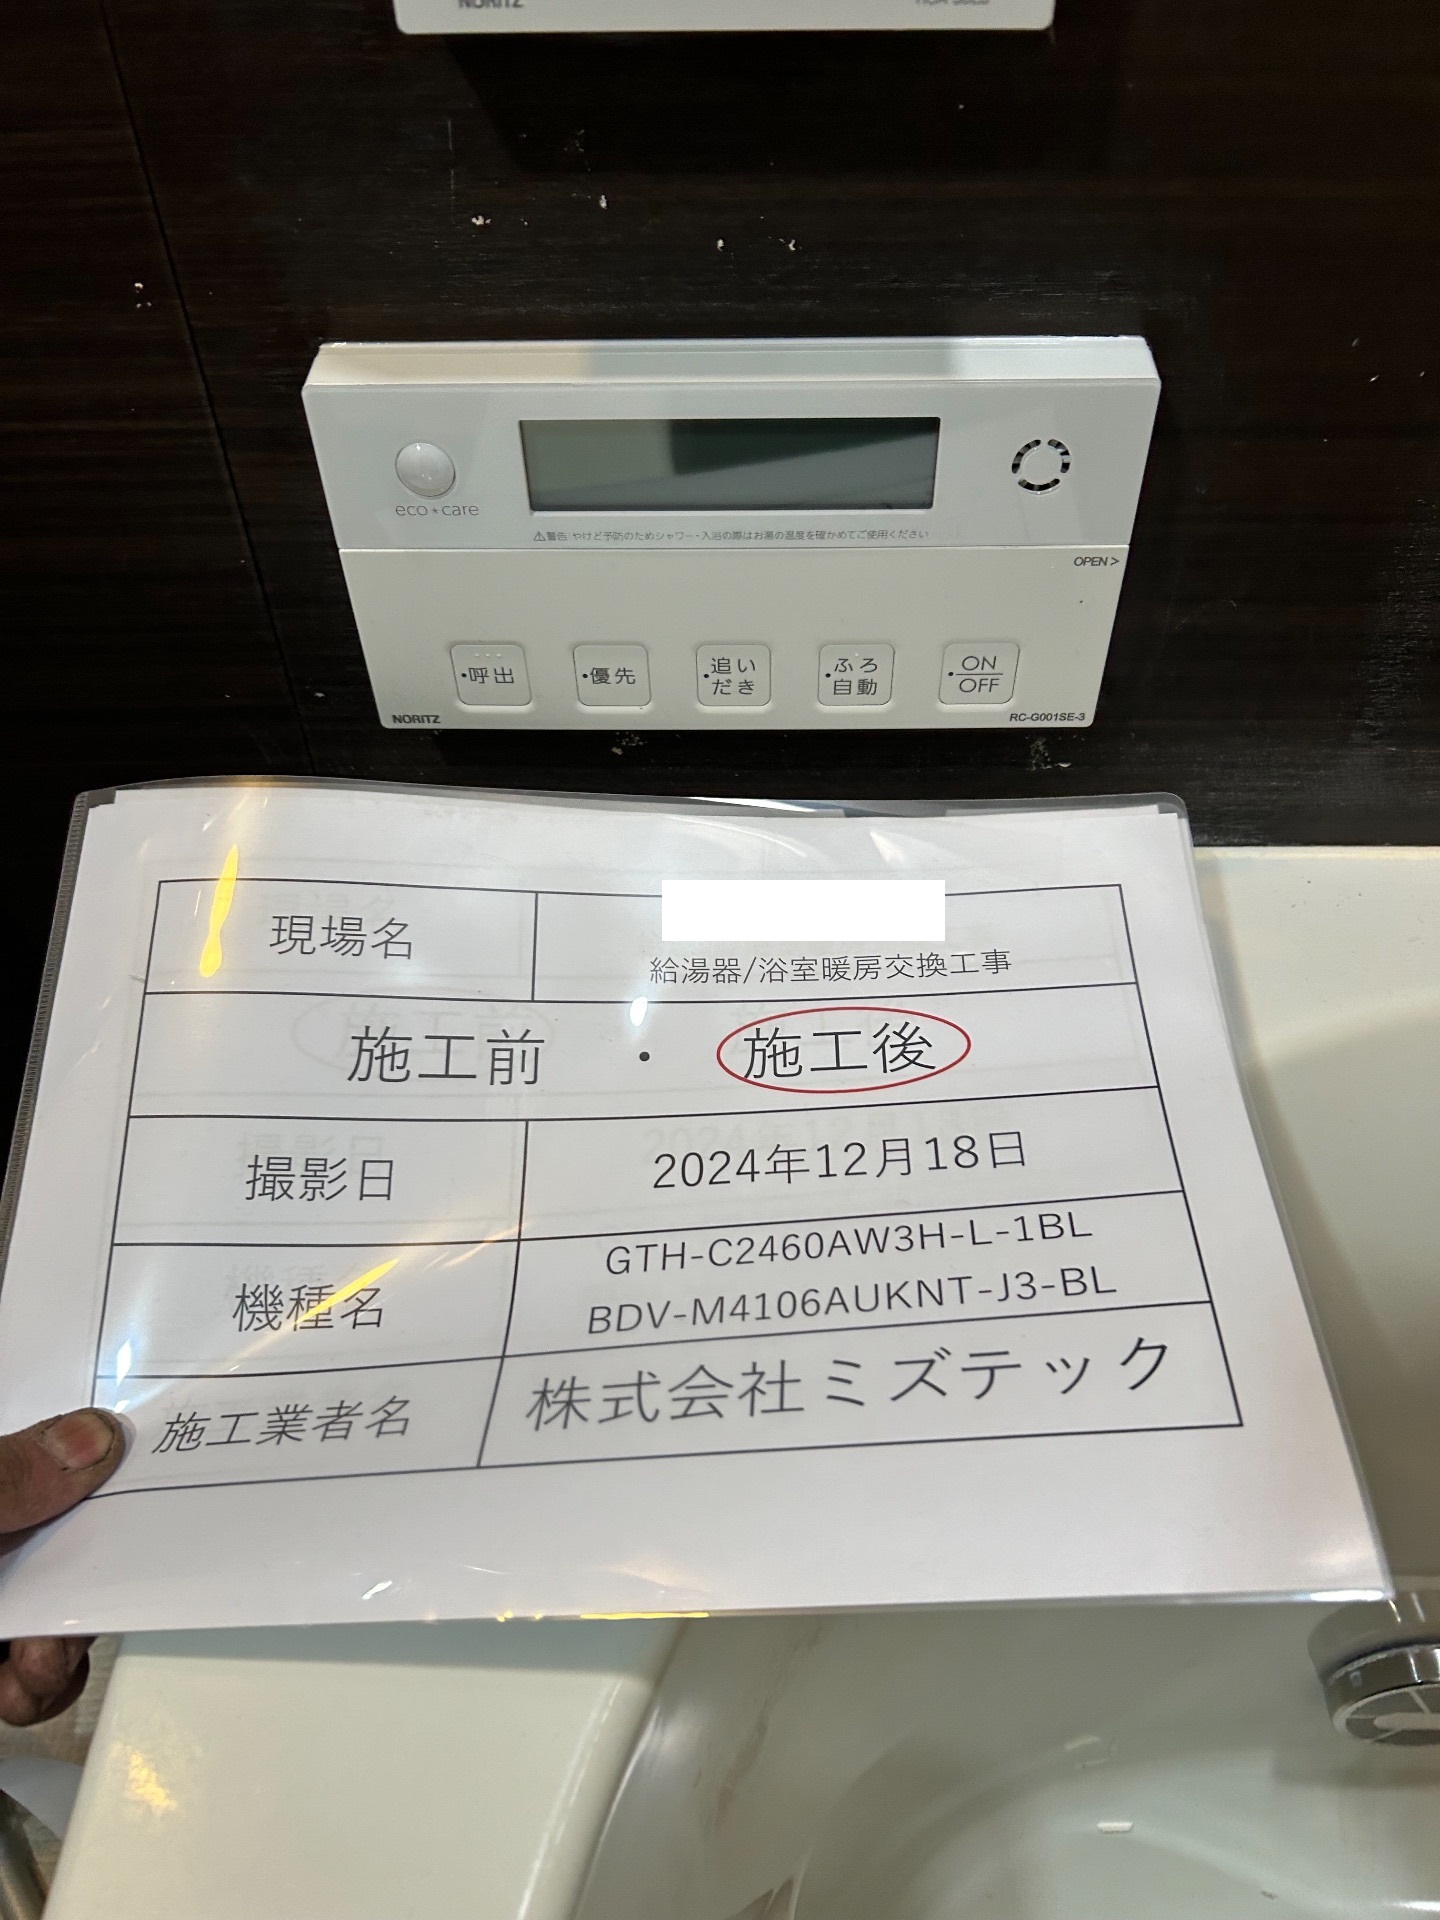 NORITZ
eco*care
⚠警告 やけど予防のためシャワー・入浴の際はお湯の温度を確かめてご使用ください
OPEN >
・呼出
・優先
・追い
だき
・ふろ
自動
・ON
OFF
NORITZ
RC-G001SE-3
現場名
給湯器/浴室暖房交換工事
施工前 ・ 施工後
撮影日
2024年12月18日
機種名
GTH-C2460AW3H-L-1BL
BDV-M4106AUKNT-J3-BL
施工業者名
株式会社ミズテック